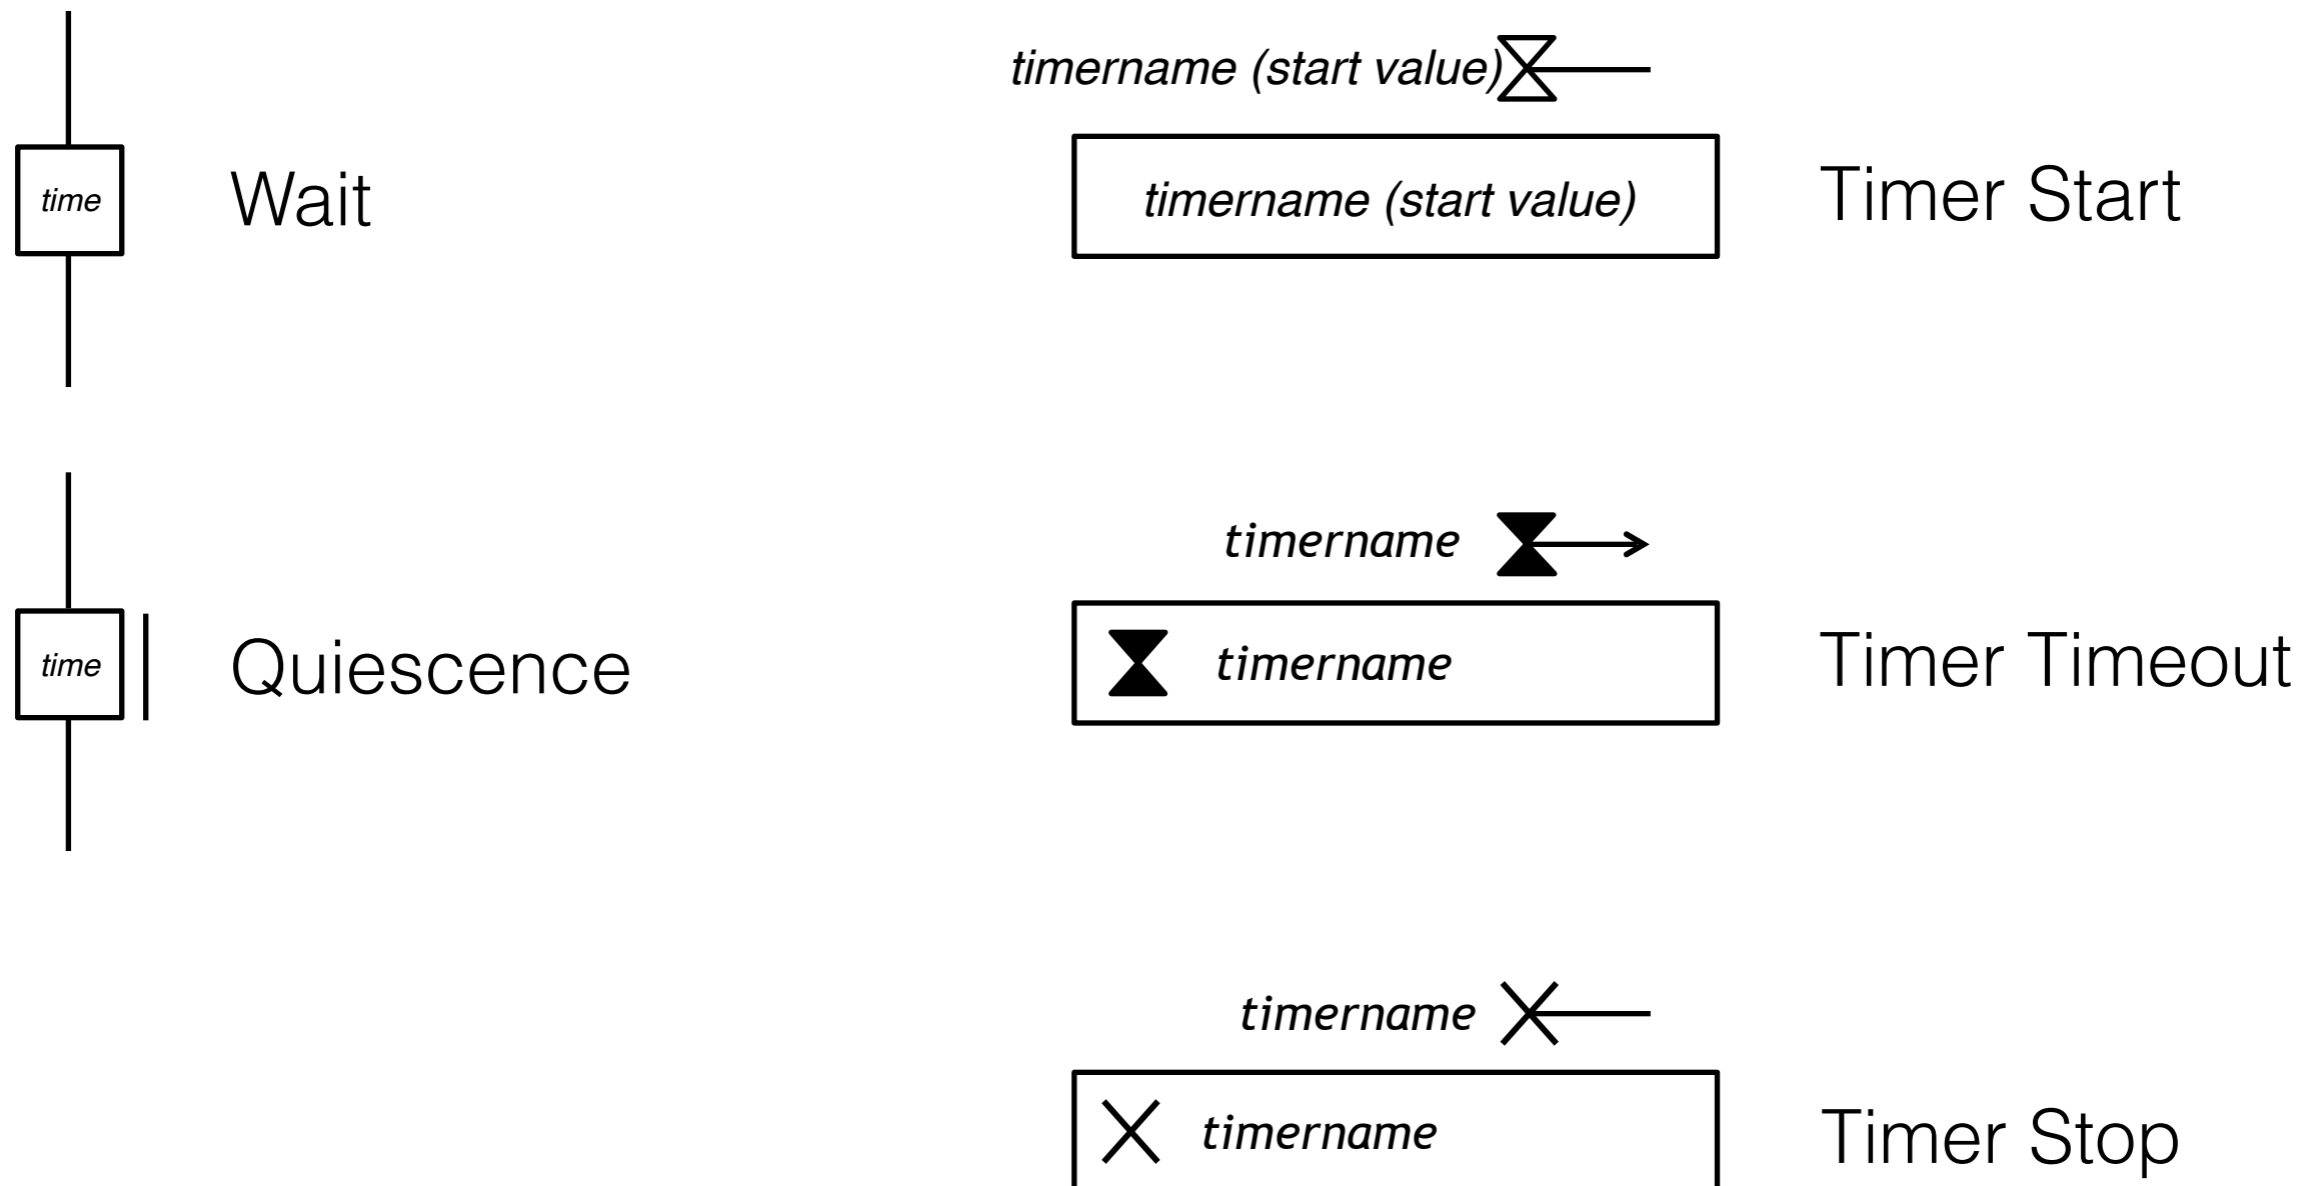 time
Wait
timername (start value)
timername (start value)
Timer Start
time
Quiescence
timername
timername
Timer Timeout
timername
timername
Timer Stop